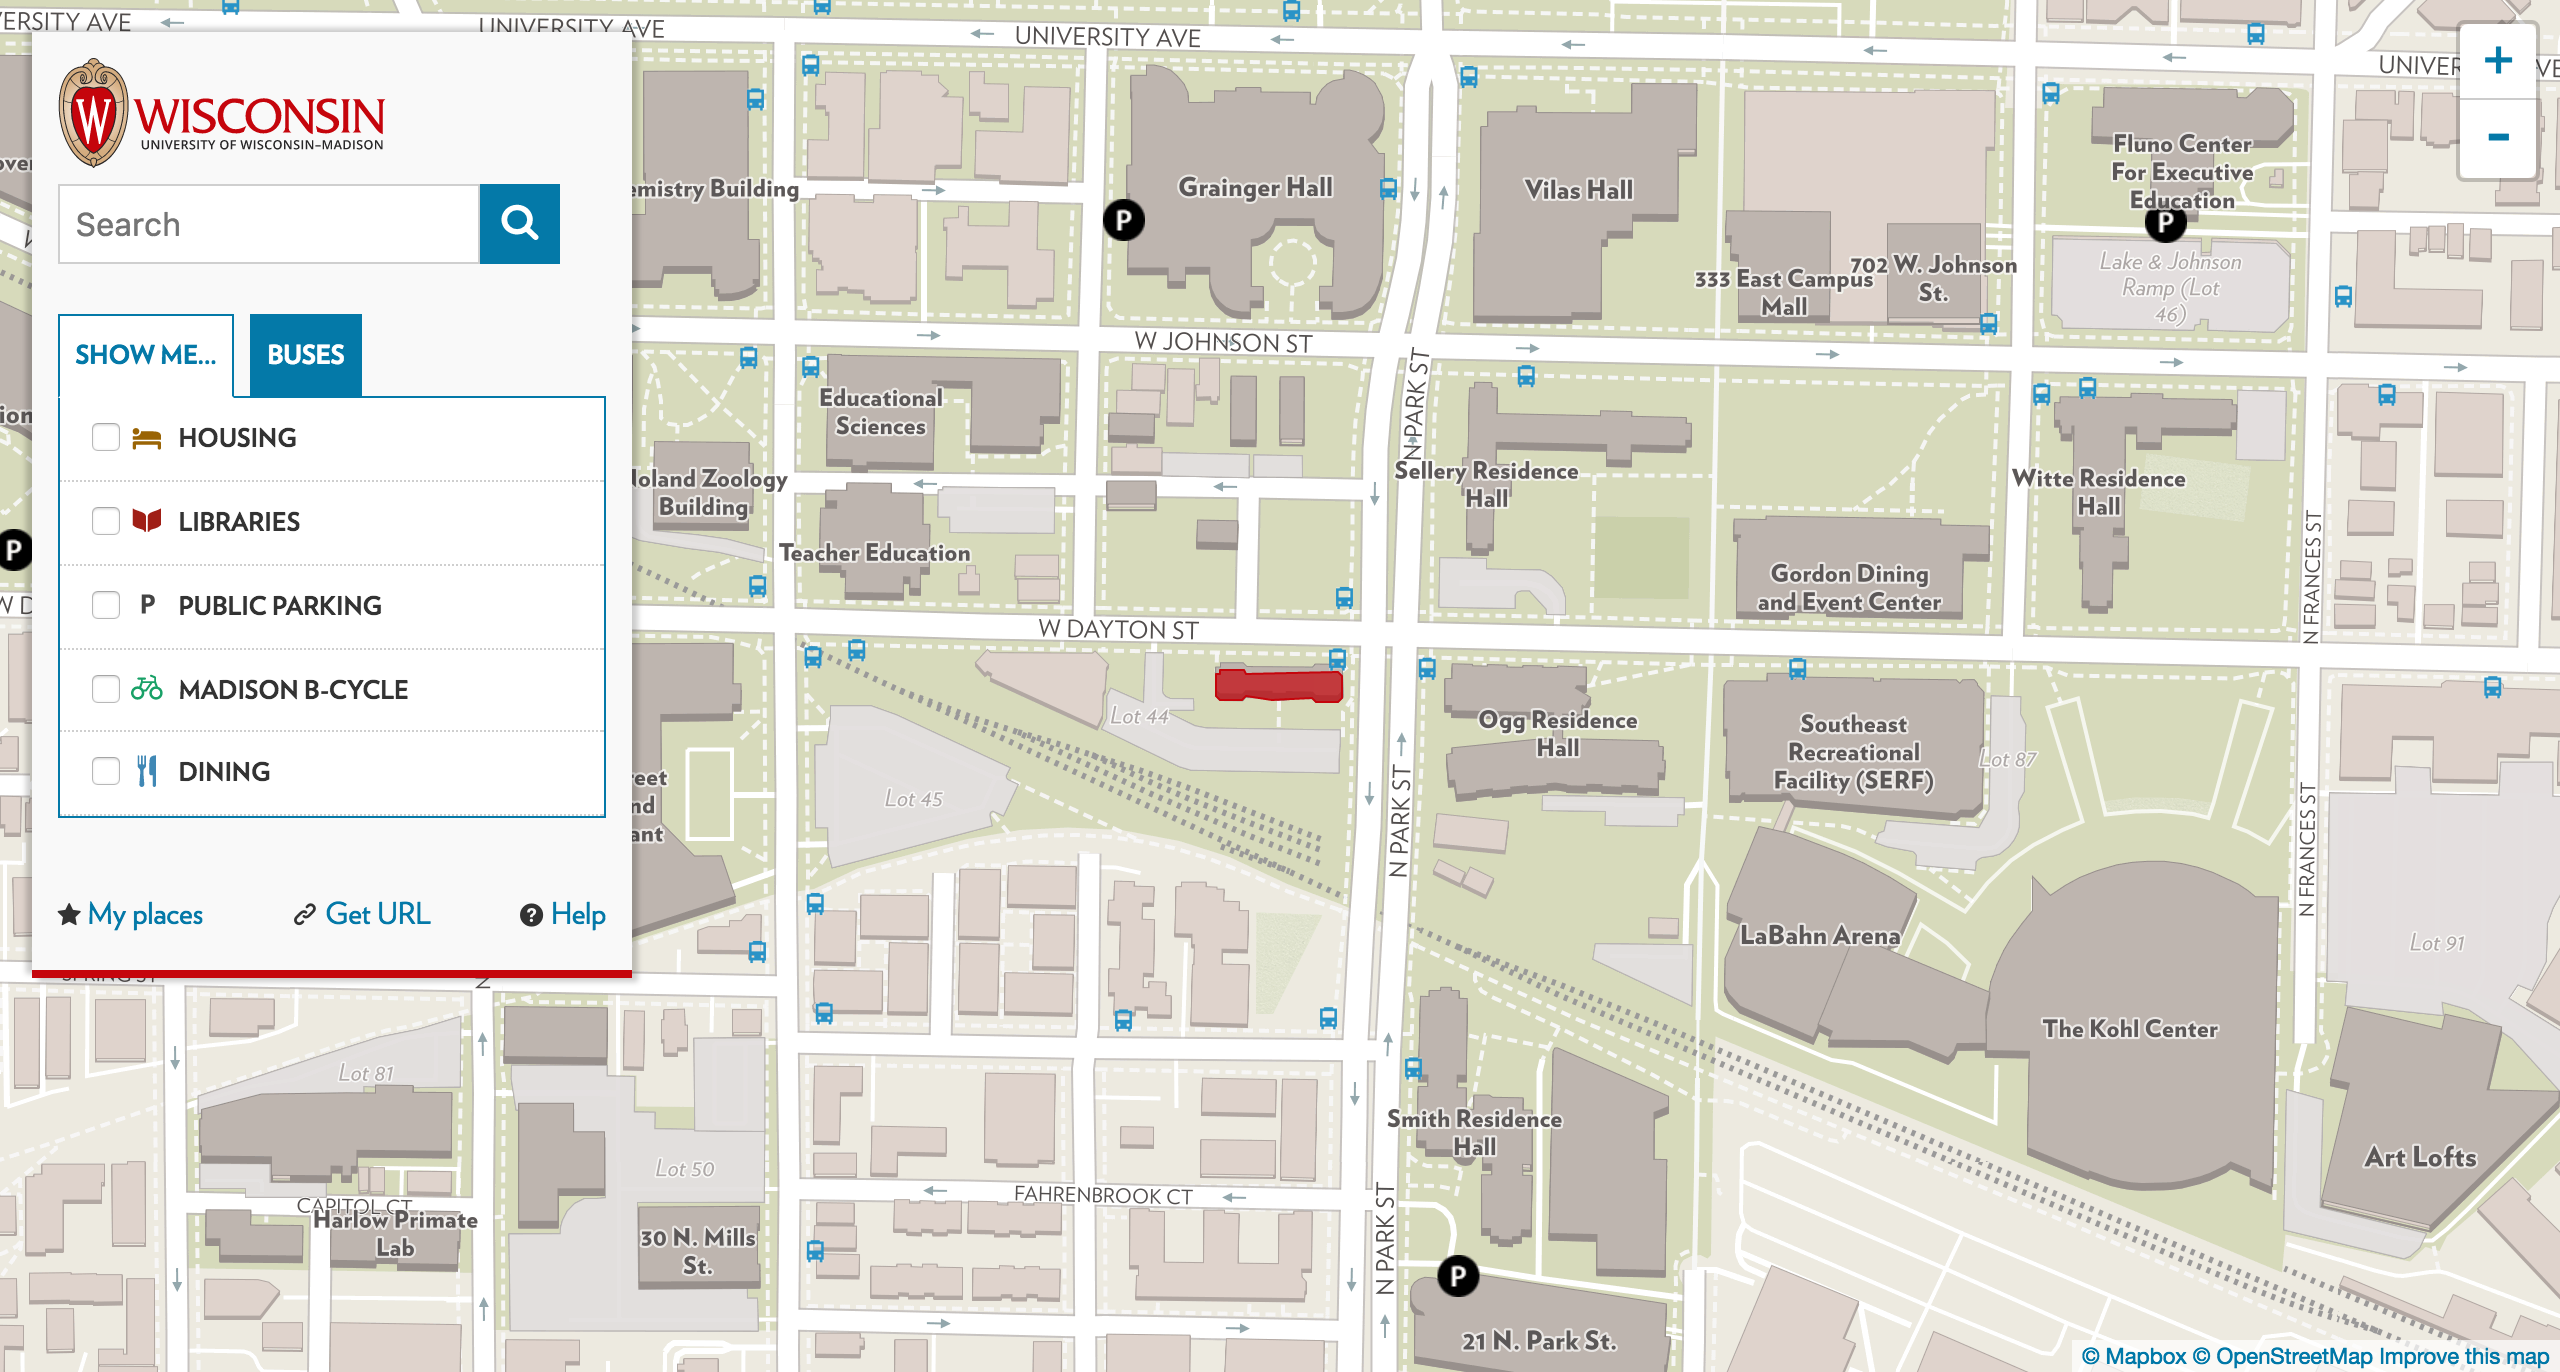 VERSITY AVE
UNIVERSITY AVE
UNIVERSITY AVE
W
WISCONSIN
UNIVERSITY OF WISCONSIN–MADISON
Search
SHOW ME...
BUSES
HOUSING
LIBRARIES
P PUBLIC PARKING
MADISON B-CYCLE
DINING
My places
Get URL
Help
emistry Building
Grainger Hall
P
Vilas Hall
333 East Campus
Mall
702 W. Johnson
St.
Fluno Center
For Executive
Education
P
Lake & Johnson
Ramp (Lot
46)
+
-
W JOHNSON ST
N PARK ST
Educational
Sciences
Noland Zoology
Building
Teacher Education
Sellery Residence
Hall
Gordon Dining
and Event Center
Witte Residence
Hall
N FRANCES ST
P
W DAYTON ST
Lot 44
Lot 45
Ogg Residence
Hall
Southeast
Recreational
Facility (SERF)
Lot 87
N PARK ST
N FRANCES ST
reet
nd
ant
LaBahn Arena
Lot 91
The Kohl Center
SPRING ST
Lot 81
Lot 50
Smith Residence
Hall
Art Lofts
CAPITOL CT
Harlow Primate
Lab
30 N. Mills
St.
FAHRENBROOK CT
N PARK ST
P
21 N. Park St.
© Mapbox © OpenStreetMap Improve this map